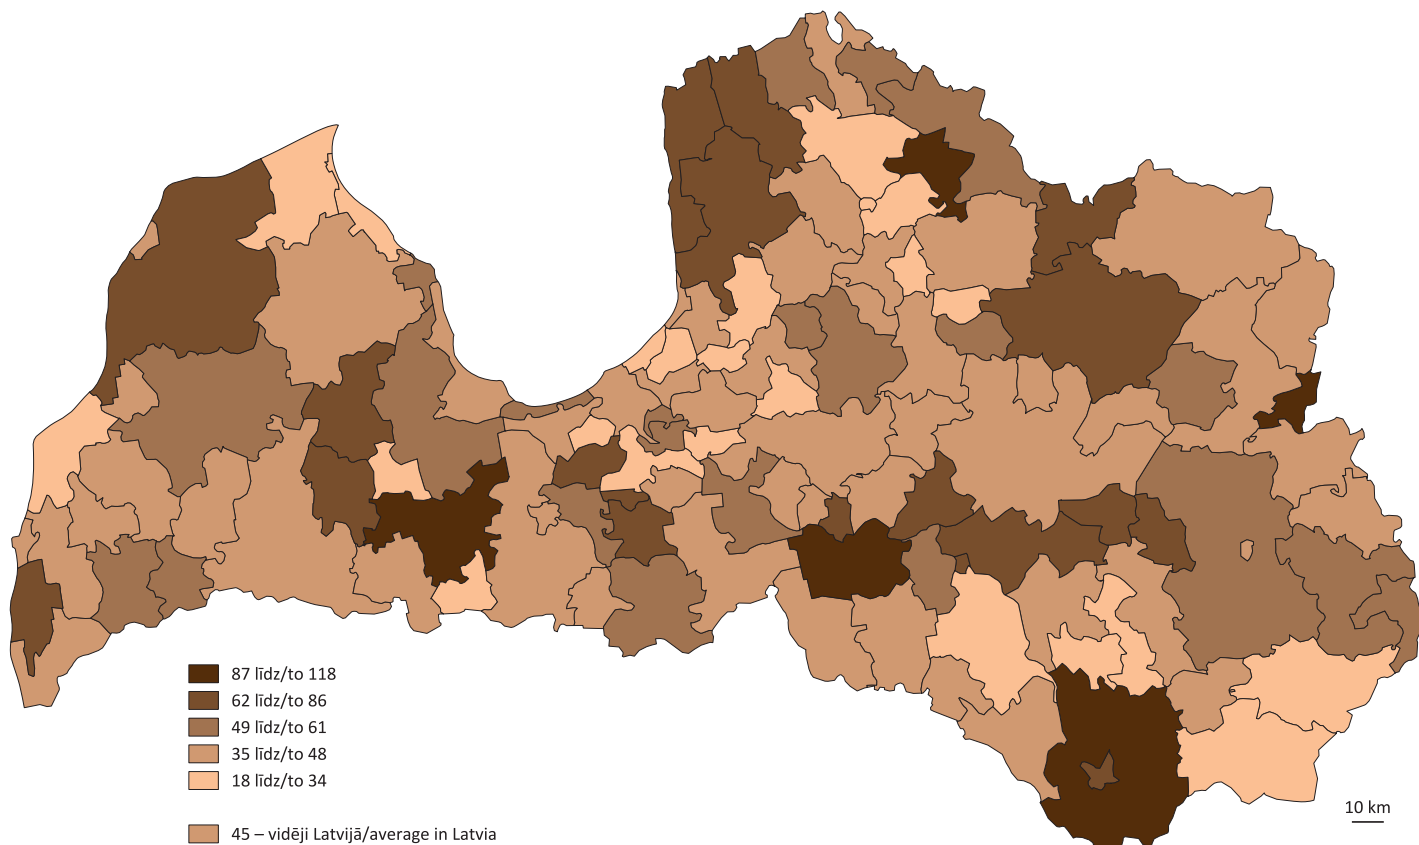 87 līdz/to 118
62 līdz/to 86
49 līdz/to 61
35 līdz/to 48
18 līdz/to 34
45 – vidēji Latvijā/average in Latvia
10 km